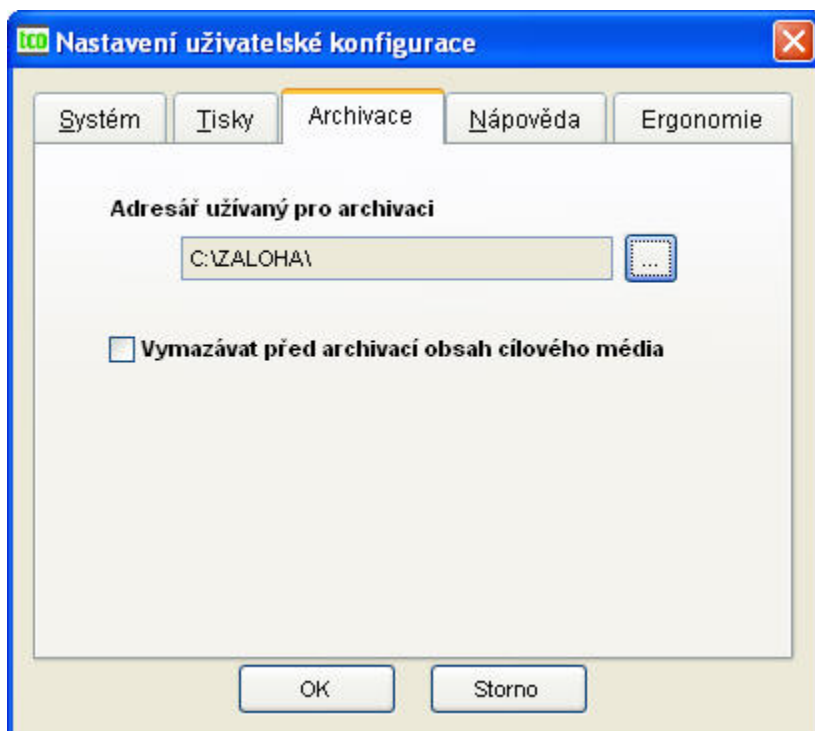 tco Nastavení uživatelské konfigurace
Systém Tisky Archivace Nápověda Ergonomie
Adresář užívaný pro archivaci
C:\ZALOHA\ ...
Vymazávat před archivací obsah cílového média
OK Storno